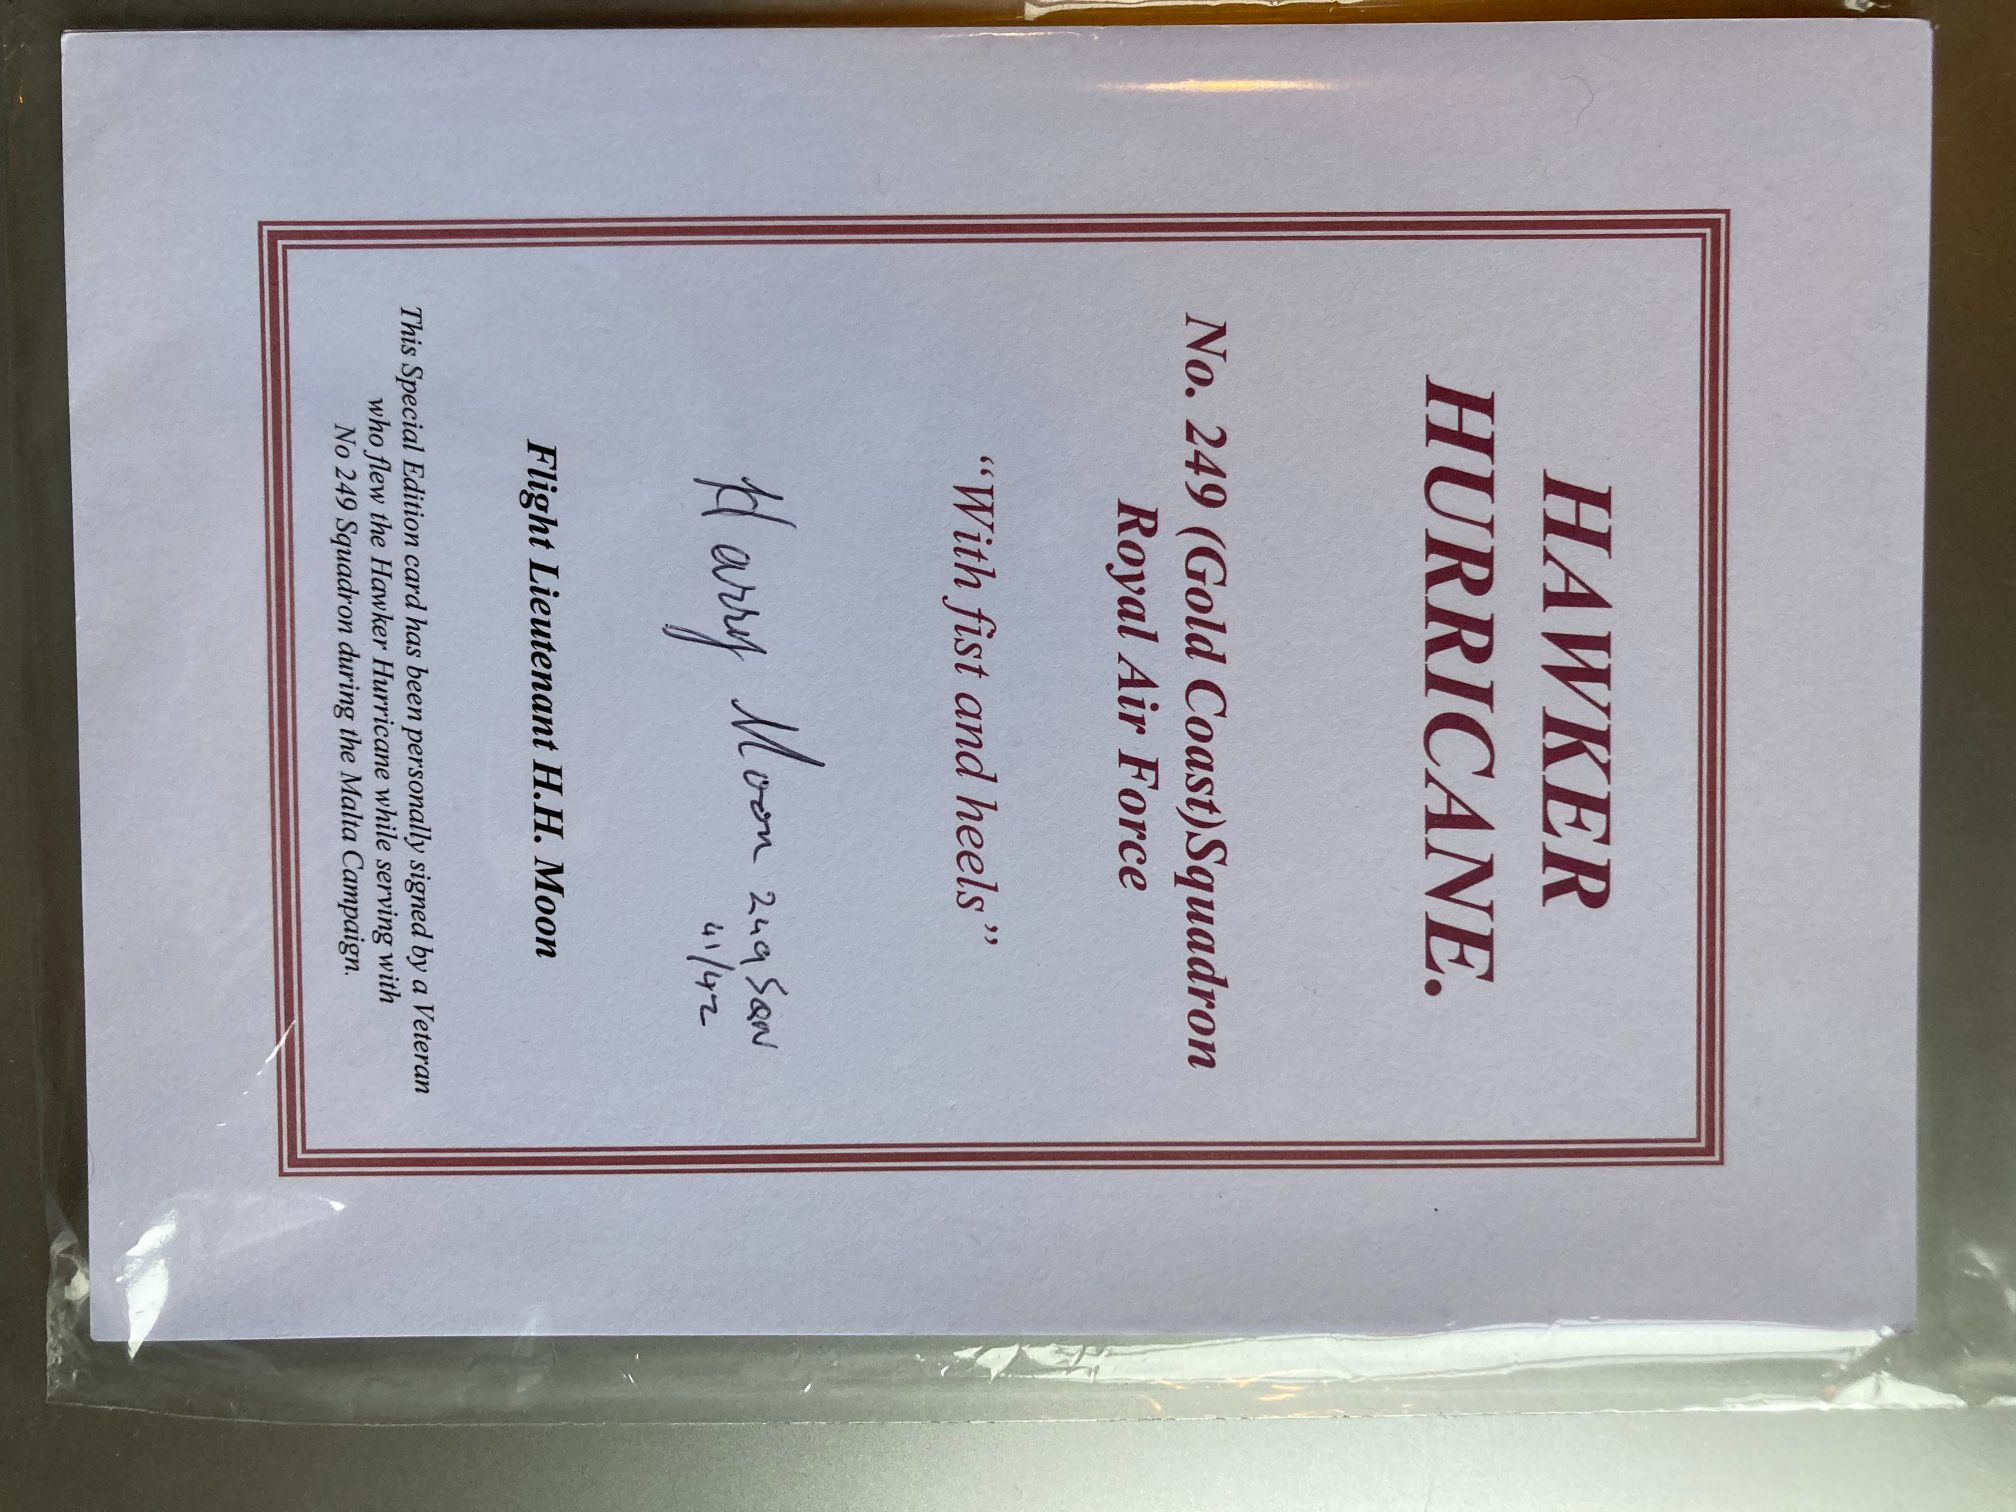 HAWKER
HURRICANE.
No. 249 (Gold Coast)Squadron
Royal Air Force
“With fist and heels”
Harry Moon 249 SQN
41/42
Flight Lieutenant H.H. Moon
This Special Edition card has been personally signed by a Veteran
who flew the Hawker Hurricane while serving with
No 249 Squadron during the Malta Campaign.